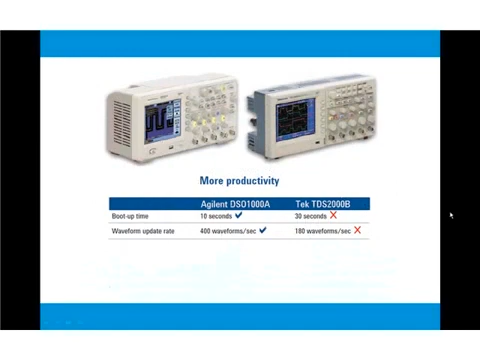 More productivity
Agilent DSO1000A Tek TDS2000B
Boot-up time 10 seconds ✓ 30 seconds ✗
Waveform update rate 400 waveforms/sec ✓ 180 waveforms/sec ✗